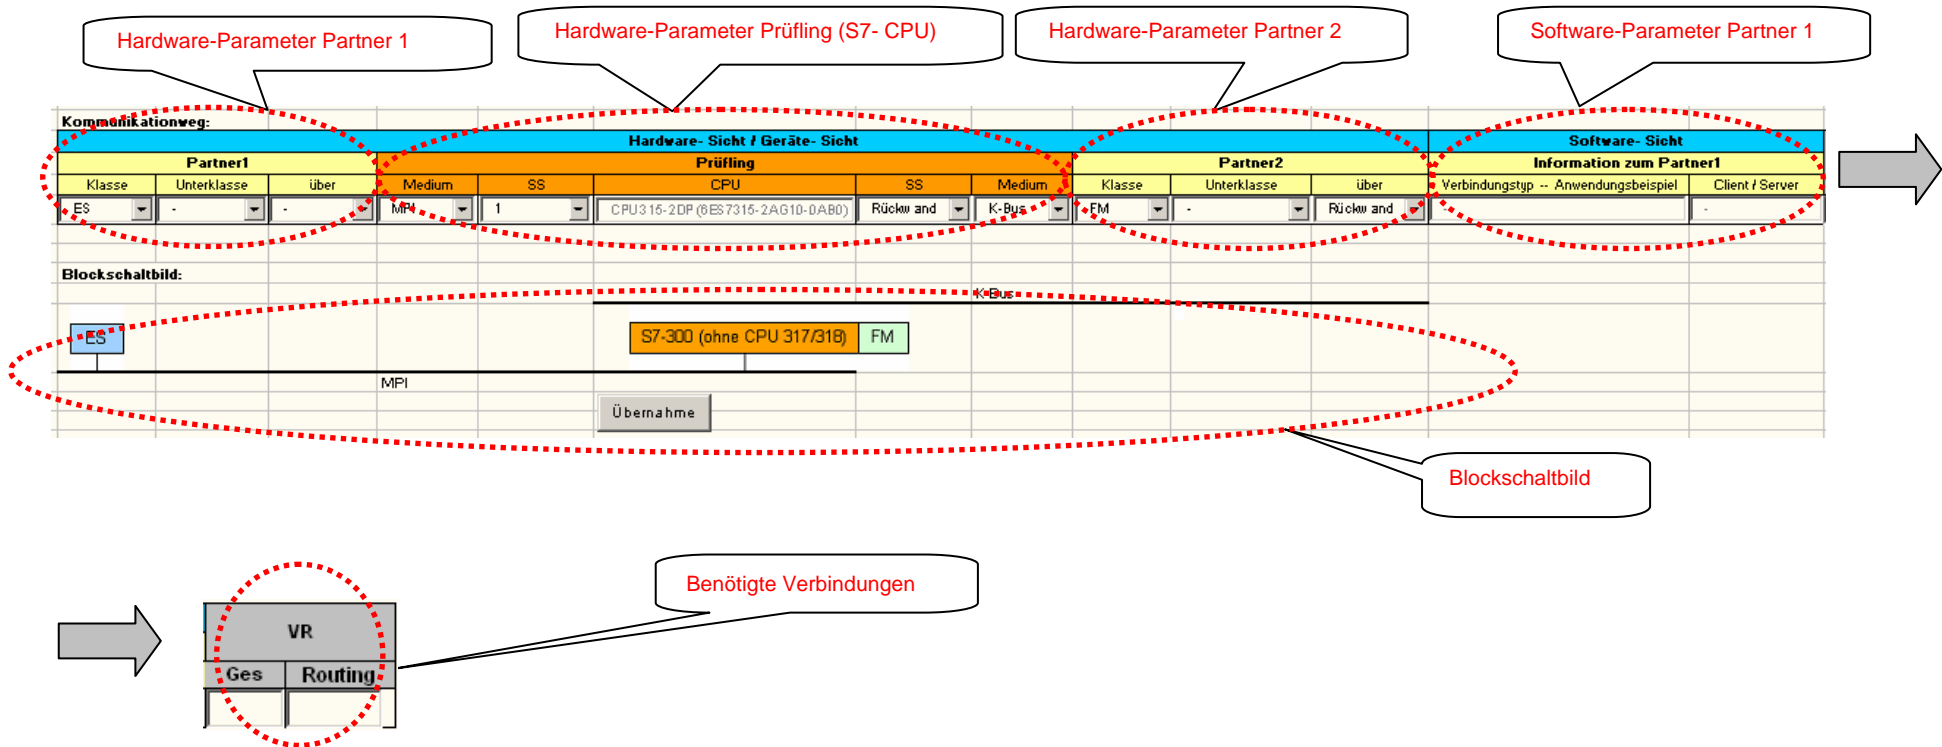 Hardware-Parameter Partner 1
Hardware-Parameter Prüfling (S7- CPU)
Hardware-Parameter Partner 2
Software-Parameter Partner 1
Kommunikationweg:
Hardware- Sicht / Geräte- Sicht
Software- Sicht
Partner1
Prüfling
Partner2
Information zum Partner1
Klasse
Unterklasse
über
Medium
SS
CPU
SS
Medium
Klasse
Unterklasse
über
Verbindungstyp -- Anwendungsbeispiel
Client / Server
ES
-
-
MPI
1
CPU315-2DP (6ES7315-2AG10-0AB0)
Rückwand
K-Bus
FM
-
Rückwand
-
-
Blockschaltbild:
K-Bus
ES
S7-300 (ohne CPU 317/318)
FM
MPI
Übernahme
Blockschaltbild
Benötigte Verbindungen
VR
Ges
Routing